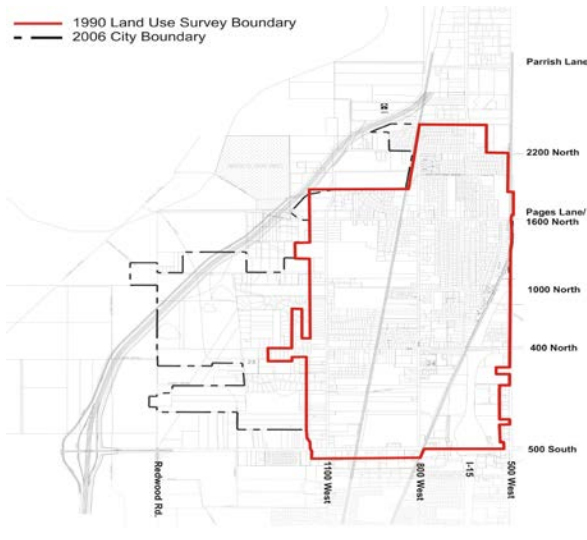 1990 Land Use Survey Boundary
2006 City Boundary
Parrish Lane
2200 North
Pages Lane/
1600 North
1000 North
400 North
500 South
Redwood Rd.
1100 West
800 West
I-15
500 West